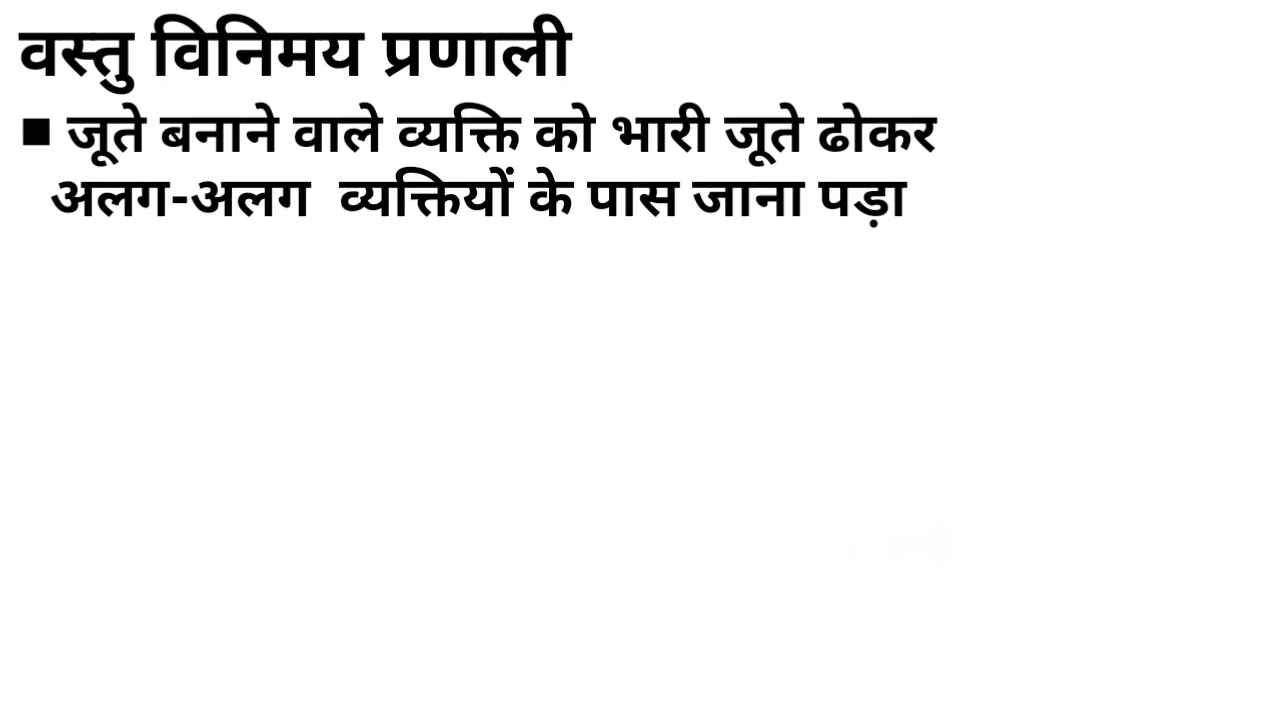 वस्तु विनिमय प्रणाली
■ जूते बनाने वाले व्यक्ति को भारी जूते ढोकर
अलग-अलग व्यक्तियों के पास जाना पड़ा